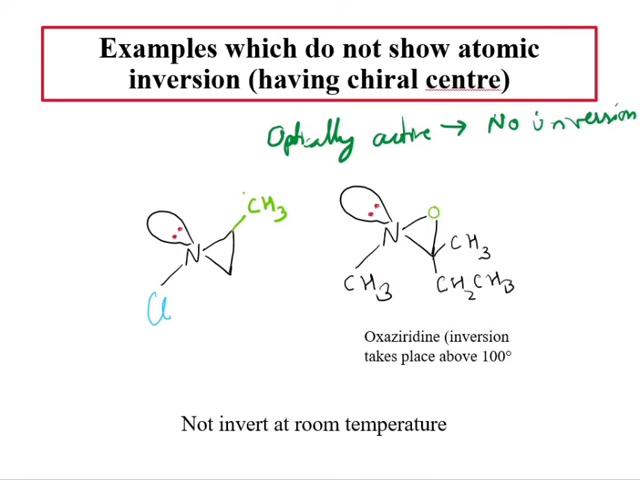 Examples which do not show atomic
inversion (having chiral centre)
Optically active → No inversion
CH3
N
Cl
O
N
CH3
CH3
CH2CH3
Oxaziridine (inversion
takes place above 100°
Not invert at room temperature